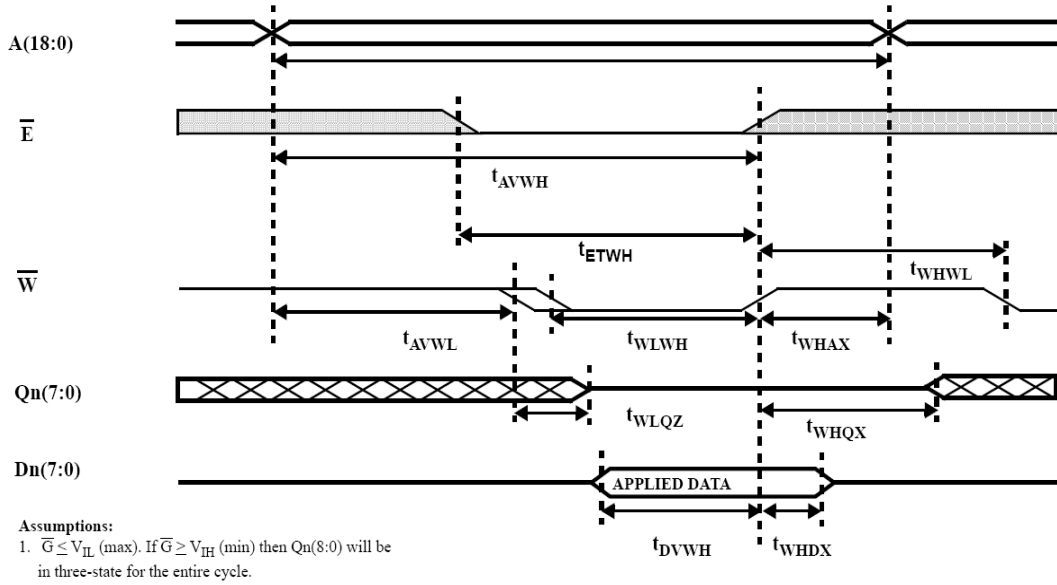 A(18:0)
E
tAVWH
tETWH
W
tWHWL
tAVWL
tWLWH
tWHAX
Qn(7:0)
tWLQZ
tWHQX
Dn(7:0)
APPLIED DATA
tDVWH
tWHDX
Assumptions:
1. G̅ ≤ VIL (max). If G̅ ≥ VIH (min) then Qn(8:0) will be
in three-state for the entire cycle.